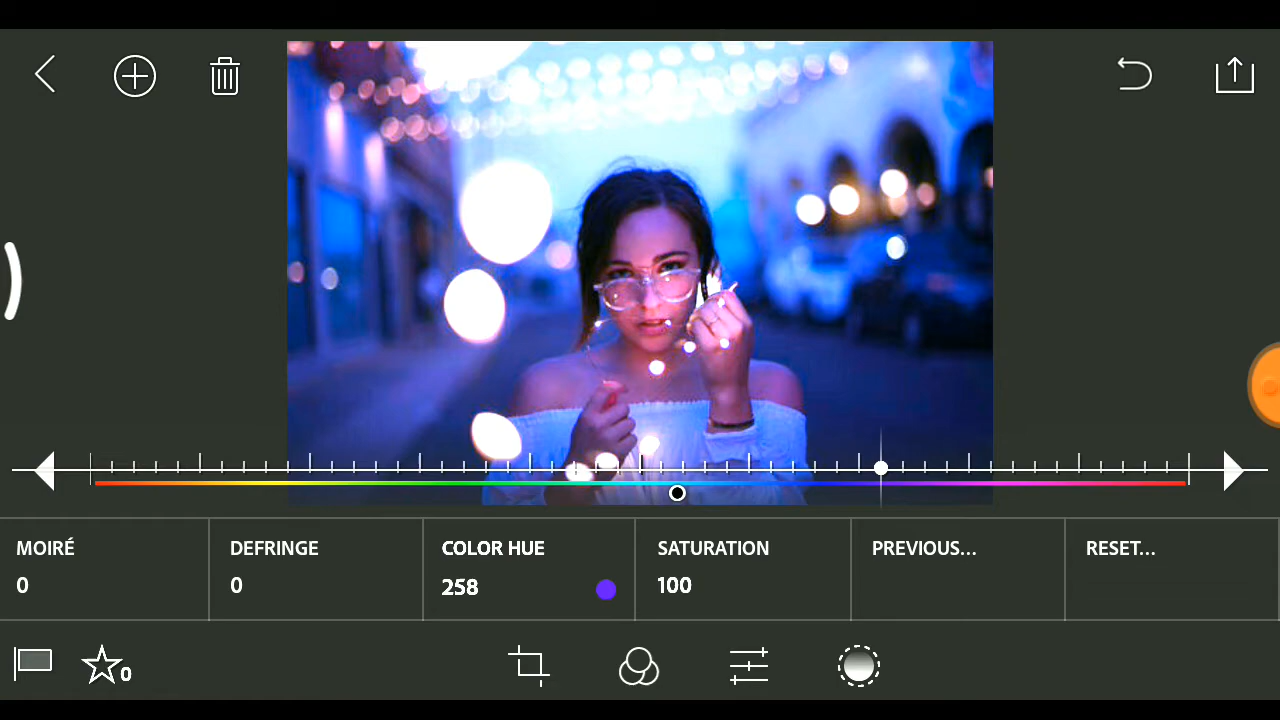 MOIRÉ
0
DEFRINGE
0
COLOR HUE
258
SATURATION
100
PREVIOUS...
RESET...
0